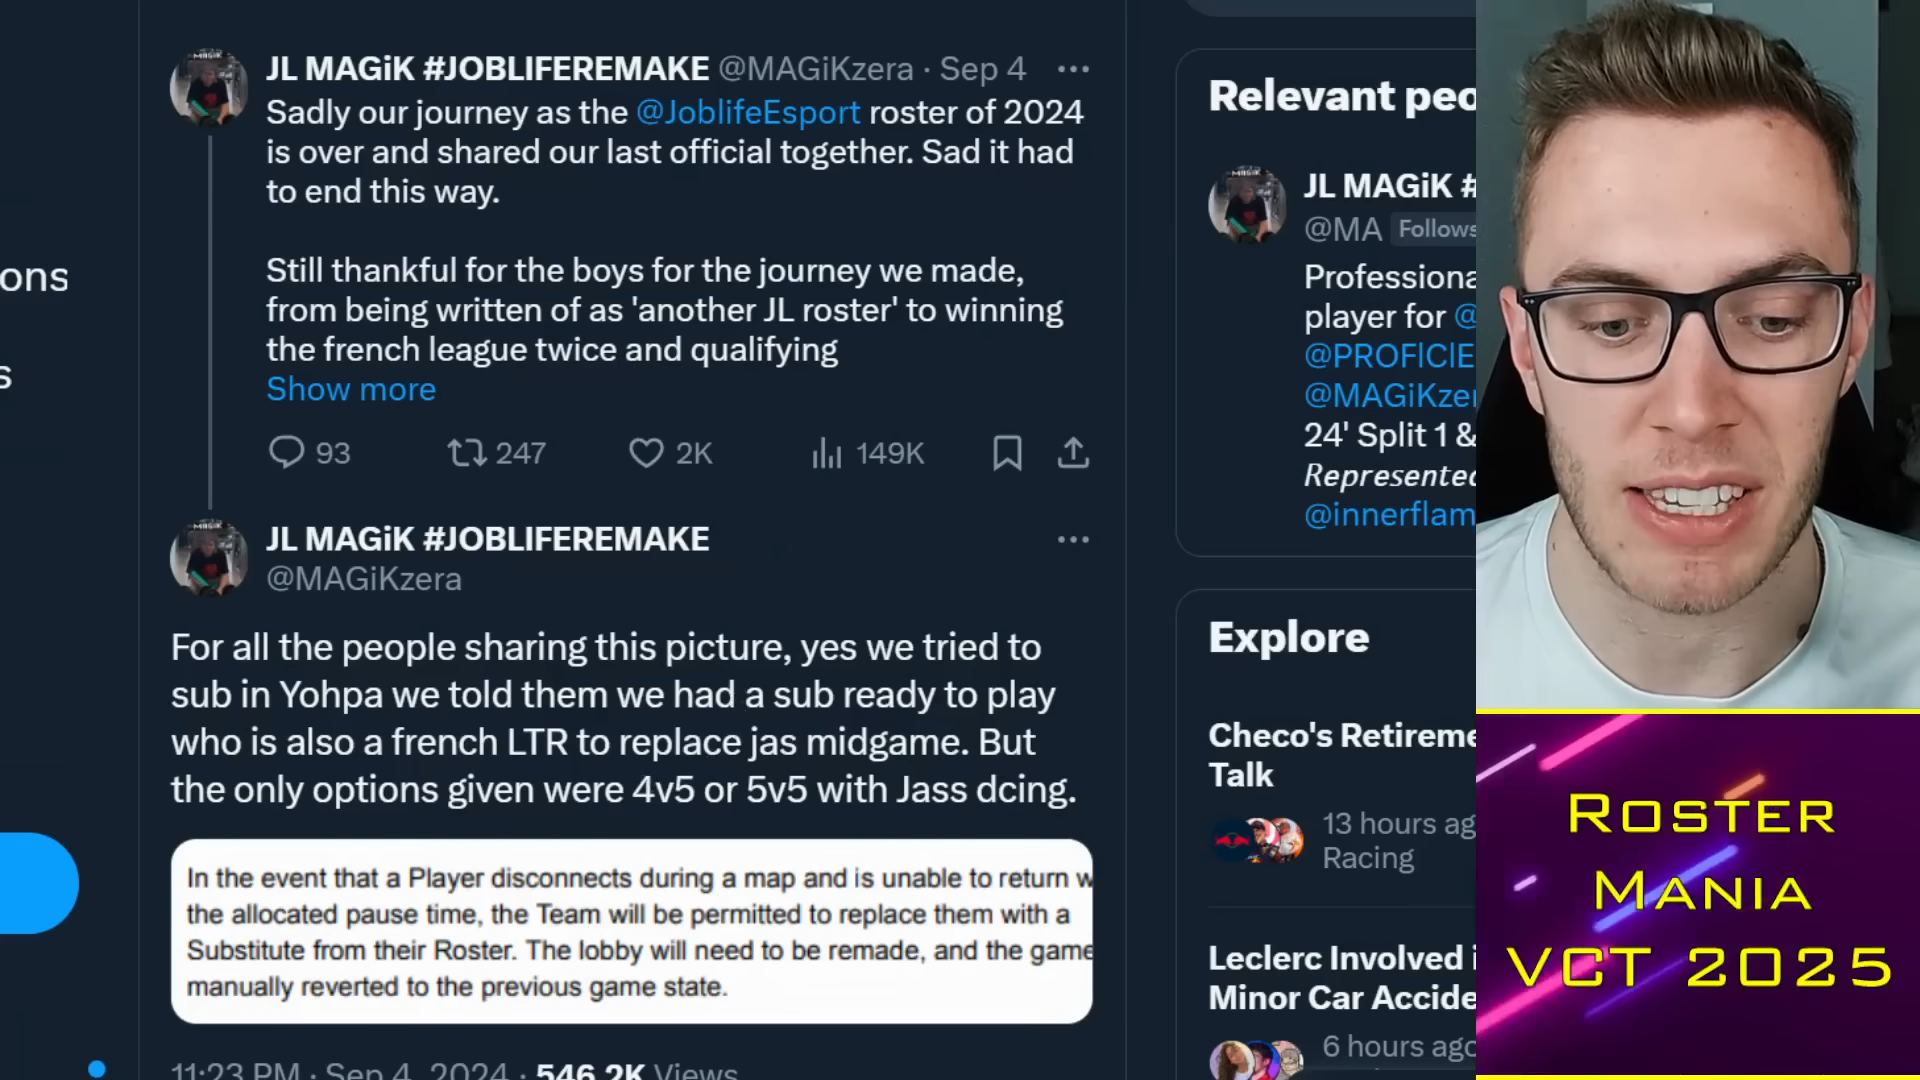 JL MAGiK #JOBLIFEREMAKE @MAGiKzera · Sep 4
Sadly our journey as the @JoblifeEsport roster of 2024
is over and shared our last official together. Sad it had
to end this way.
Still thankful for the boys for the journey we made,
from being written of as 'another JL roster' to winning
the french league twice and qualifying
Show more
93 247 2K 149K
JL MAGiK #JOBLIFEREMAKE
@MAGiKzera
For all the people sharing this picture, yes we tried to
sub in Yohpa we told them we had a sub ready to play
who is also a french LTR to replace jas midgame. But
the only options given were 4v5 or 5v5 with Jass dcing.
In the event that a Player disconnects during a map and is unable to return w
the allocated pause time, the Team will be permitted to replace them with a
Substitute from their Roster. The lobby will need to be remade, and the game
manually reverted to the previous game state.
11:23 PM · Sep 4, 2024 · 546.2K Views
ons
s
Relevant peo
JL MAGiK #
@MA Follows
Professiona
player for @
@PROFICIE
@MAGiKzer
24' Split 1 &
Represented
@innerflam
Explore
Checo's Retireme
Talk
13 hours ag
Racing
Leclerc Involved i
Minor Car Accide
6 hours ago
ROSTER
MANIA
VCT 2025